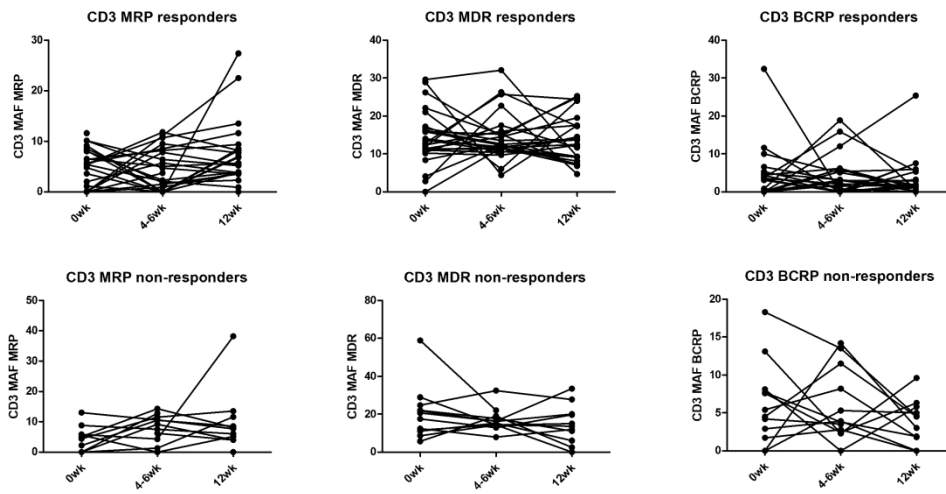 CD3 MRP responders
CD3 MAF MRP
30
20
10
0
0wk
4-6wk
12wk
CD3 MDR responders
CD3 MAF MDR
40
30
20
10
0
0wk
4-6wk
12wk
CD3 BCRP responders
CD3 MAF BCRP
40
30
20
10
0
0wk
4-6wk
12wk
CD3 MRP non-responders
CD3 MAF MRP
50
40
30
20
10
0
0wk
4-6wk
12wk
CD3 MDR non-responders
CD3 MAF MDR
80
60
40
20
0
0wk
4-6wk
12wk
CD3 BCRP non-responders
CD3 MAF BCRP
20
15
10
5
0
0wk
4-6wk
12wk